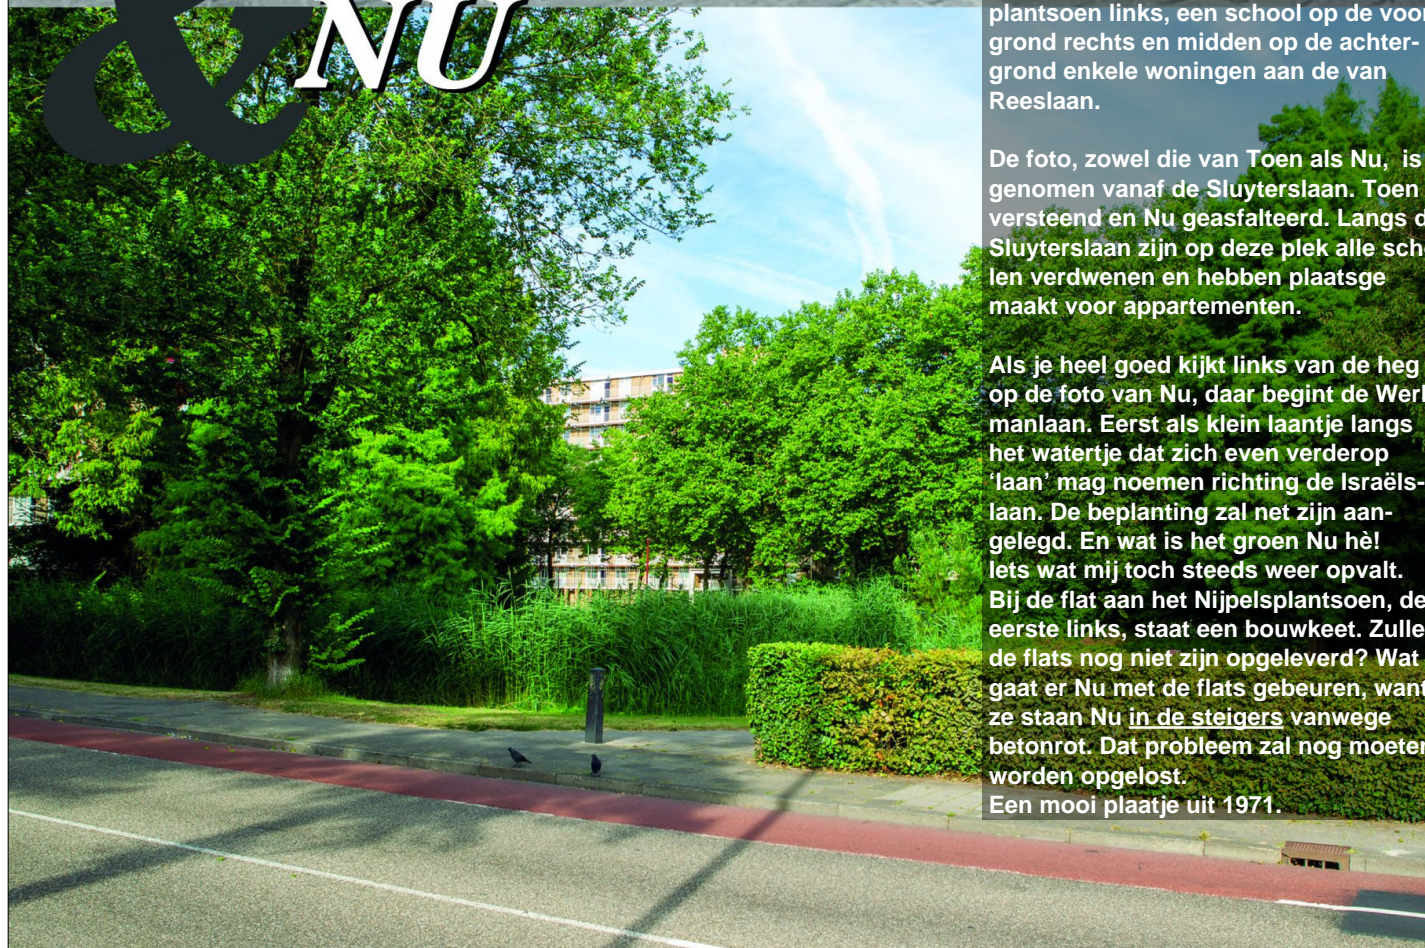 & NU
plantsoen links, een school op de voor
grond rechts en midden op de achter-
grond enkele woningen aan de van
Reeslaan.
De foto, zowel die van Toen als Nu, is
genomen vanaf de Sluyterslaan. Toen
versteend en Nu geasfalteerd. Langs d
Sluyterslaan zijn op deze plek alle sch
len verdwenen en hebben plaatsge
maakt voor appartementen.
Als je heel goed kijkt links van de heg
op de foto van Nu, daar begint de Werk
manlaan. Eerst als klein laantje langs
het watertje dat zich even verderop
‘laan’ mag noemen richting de Israëls-
laan. De beplanting zal net zijn aan-
gelegd. En wat is het groen Nu hè!
Iets wat mij toch steeds weer opvalt.
Bij de flat aan het Nijpelsplantsoen, de
eerste links, staat een bouwkeet. Zulle
de flats nog niet zijn opgeleverd? Wat
gaat er Nu met de flats gebeuren, want
ze staan Nu in de steigers vanwege
betonrot. Dat probleem zal nog moeten
worden opgelost.
Een mooi plaatje uit 1971.